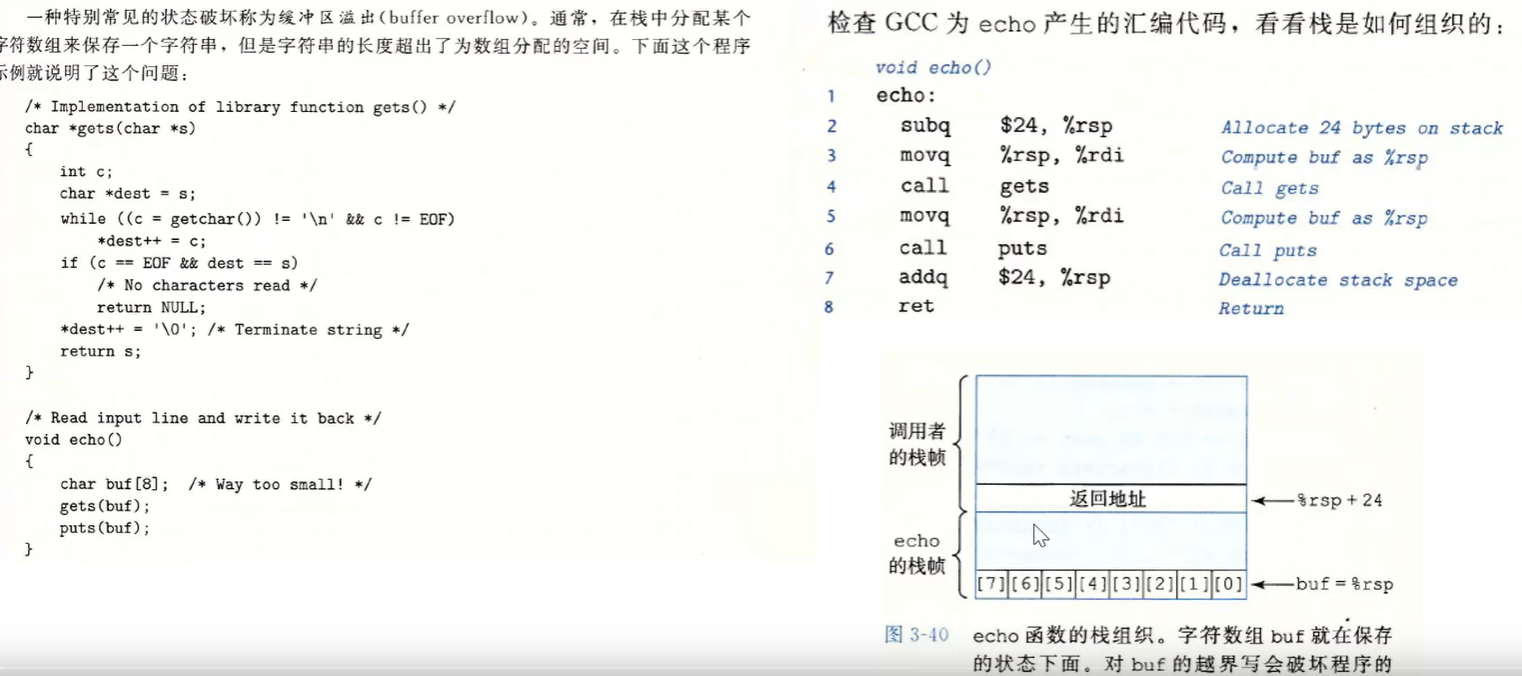 一种特别常见的状态破坏称为缓冲区溢出(buffer overflow)。通常，在栈中分配某个
字符数组来保存一个字符串，但是字符串的长度超出了为数组分配的空间。下面这个程序
示例就说明了这个问题：
/* Implementation of library function gets() */
char *gets(char *s)
{
    int c;
    char *dest = s;
    while ((c = getchar()) != '\n' && c != EOF)
        *dest++ = c;
    if (c == EOF && dest == s)
        /* No characters read */
        return NULL;
    *dest++ = '\0'; /* Terminate string */
    return s;
}
/* Read input line and write it back */
void echo()
{
    char buf[8];  /* Way too small! */
    gets(buf);
    puts(buf);
}
检查 GCC 为 echo 产生的汇编代码，看看栈是如何组织的：
void echo()
1 echo:
2 subq $24, %rsp Allocate 24 bytes on stack
3 movq %rsp, %rdi Compute buf as %rsp
4 call gets Call gets
5 movq %rsp, %rdi Compute buf as %rsp
6 call puts Call puts
7 addq $24, %rsp Deallocate stack space
8 ret Return
调用者
的栈帧
返回地址
%rsp+24
echo
的栈帧
[7] [6] [5] [4] [3] [2] [1] [0]
buf=%rsp
图 3-40 echo 函数的栈组织。字符数组 buf 就在保存
的状态下面。对 buf 的越界写会破坏程序的